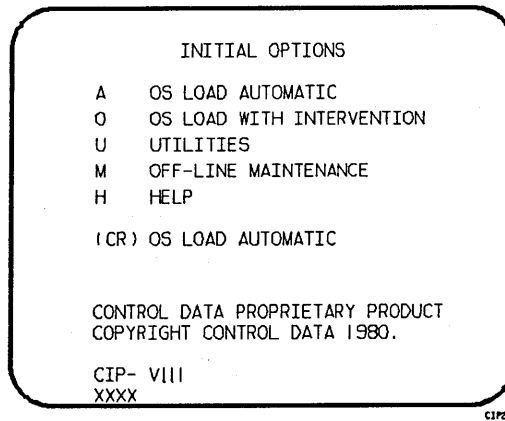 INITIAL OPTIONS
A OS LOAD AUTOMATIC
O OS LOAD WITH INTERVENTION
U UTILITIES
M OFF-LINE MAINTENANCE
H HELP
(CR) OS LOAD AUTOMATIC
CONTROL DATA PROPRIETARY PRODUCT
COPYRIGHT CONTROL DATA 1980.
CIP- VIII
XXXX